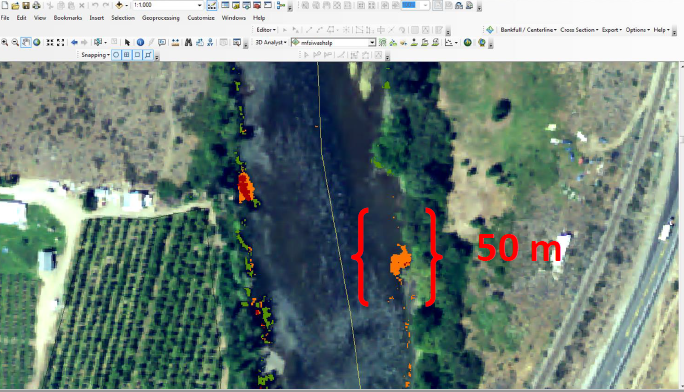 1:1,000
Edit View Bookmarks Insert Selection Geoprocessing Customize Windows Help
Editor
Bankfull / Centerline Cross Section Export Options Help
3D Analyst mfsiwashslp
Snapping
50 m